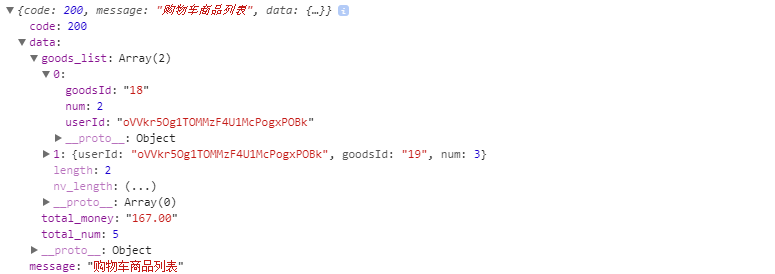 ▼{code: 200, message: "购物车商品列表", data: {…}} i
code: 200
▼data:
▼goods_list: Array(2)
▼0:
goodsId: "18"
num: 2
userId: "oVVkr5Og1TOMMzF4U1McPogxPOBk"
▶__proto__: Object
▶1: {userId: "oVVkr5Og1TOMMzF4U1McPogxPOBk", goodsId: "19", num: 3}
length: 2
nv_length: (...)
▶__proto__: Array(0)
total_money: "167.00"
total_num: 5
▶__proto__: Object
message: "购物车商品列表"